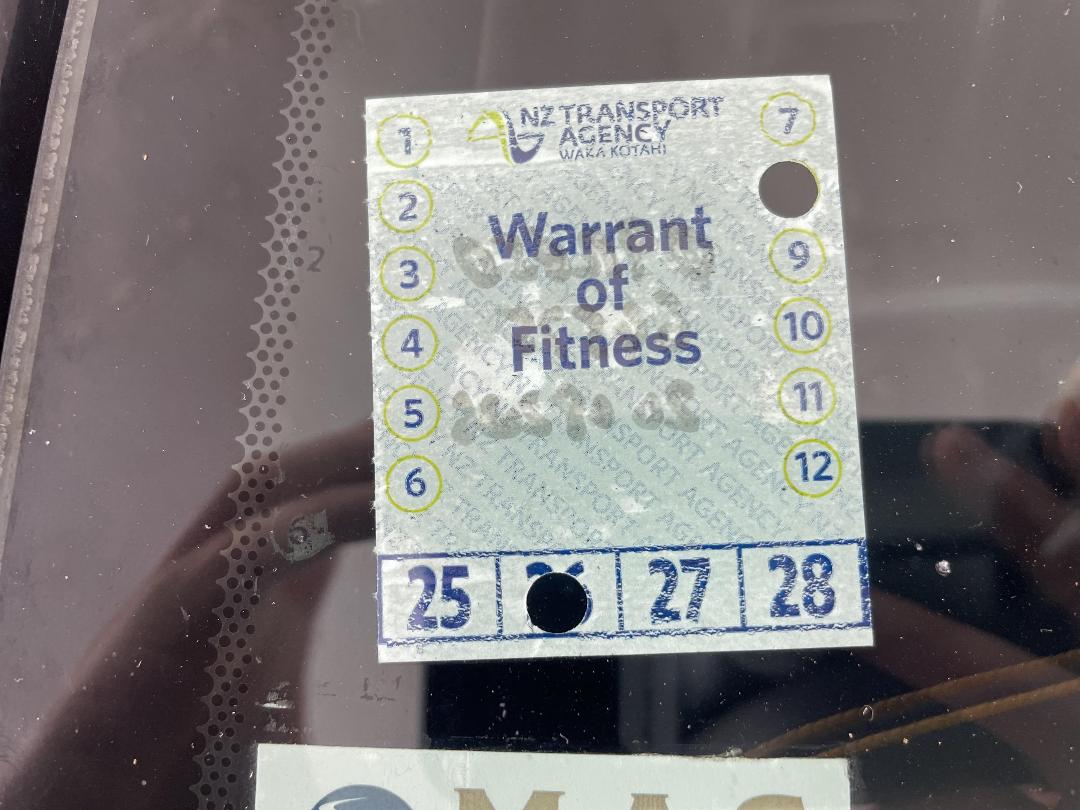 NZ TRANSPORT
AGENCY
WAKA KOTAHI
1
2
3
4
5
6
7
9
10
11
12
Warrant
of
Fitness
25
27
28
2